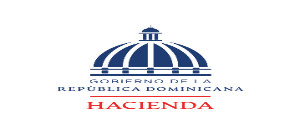 GOBIERNO DE LA
REPÚBLICA DOMINICANA
HACIENDA